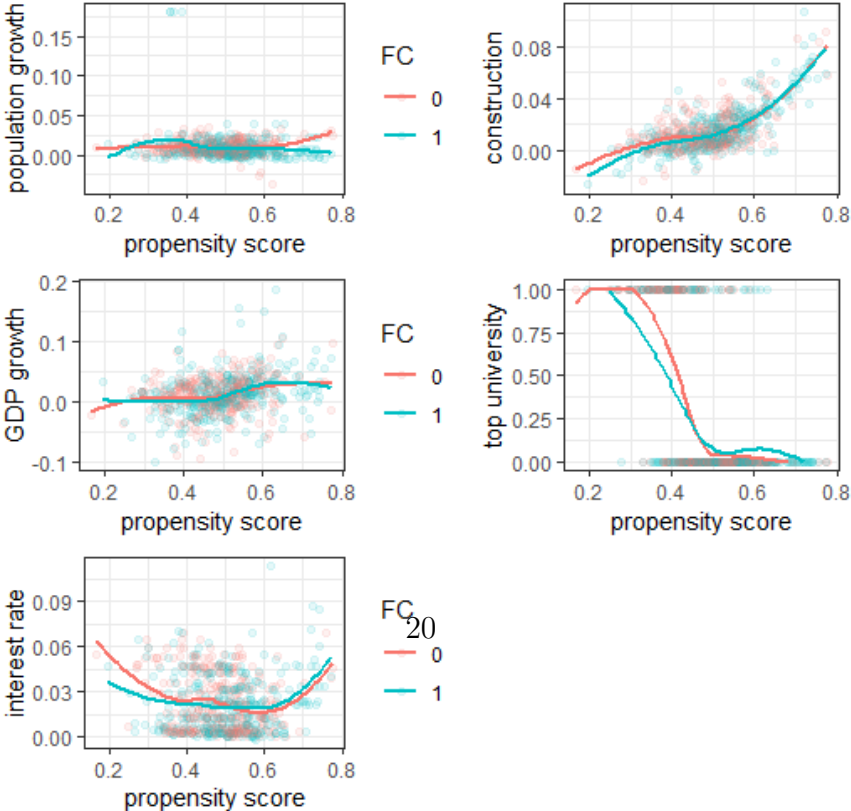 population growth
0.15
0.10
0.05
0.00
0.2 0.4 0.6 0.8
propensity score
FC
0
1
construction
0.08
0.04
0.00
0.2 0.4 0.6 0.8
propensity score
GDP growth
0.2
0.1
0.0
-0.1
0.2 0.4 0.6 0.8
propensity score
FC
0
1
top university
1.00
0.75
0.50
0.25
0.00
0.2 0.4 0.6 0.8
propensity score
interest rate
0.09
0.06
0.03
0.00
0.2 0.4 0.6 0.8
propensity score
FC
20
0
1